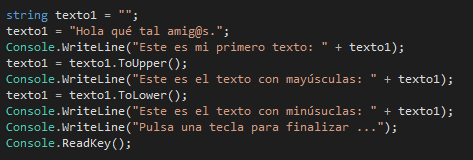 string texto1 = "";
texto1 = "Hola qué tal amig@s.";
Console.WriteLine("Este es mi primero texto: " + texto1);
texto1 = texto1.ToUpper();
Console.WriteLine("Este es el texto con mayúsculas: " + texto1);
texto1 = texto1.ToLower();
Console.WriteLine("Este es el texto con minúsuclas: " + texto1);
Console.WriteLine("Pulsa una tecla para finalizar ...");
Console.ReadKey();